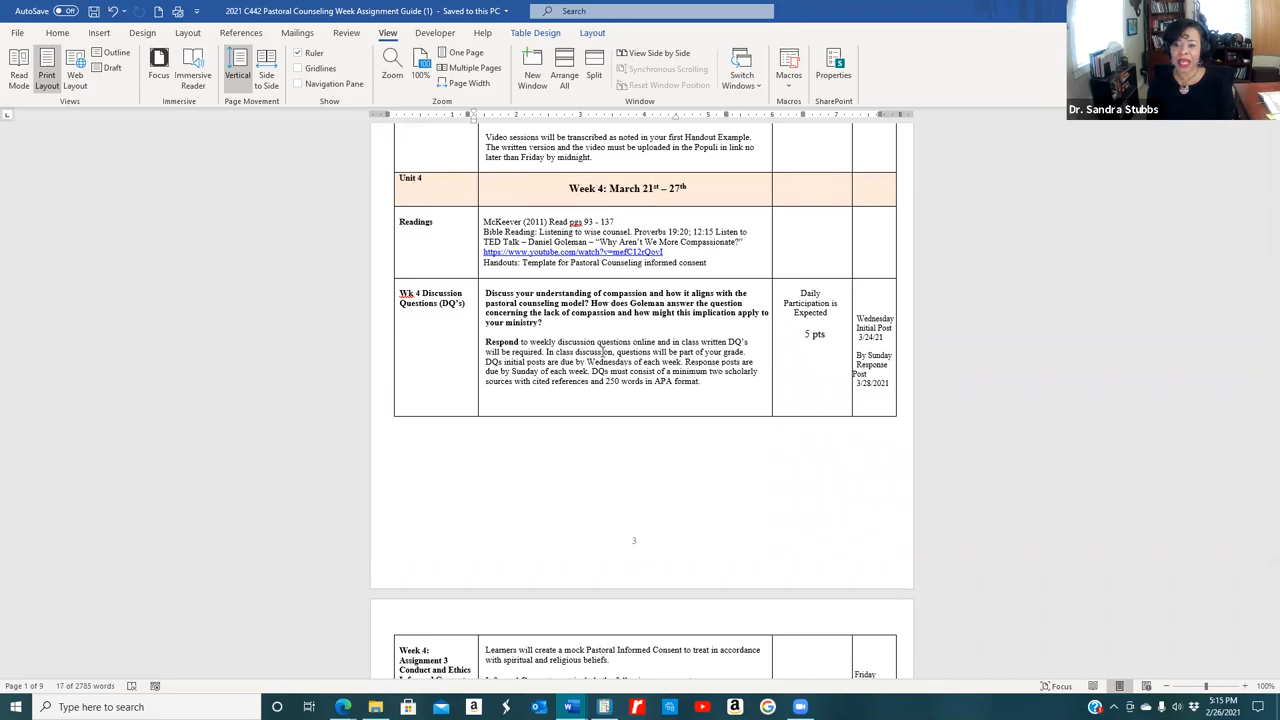 AutoSave Off
2021 C442 Pastoral Counseling Week Assignment Guide (1) - Saved to this PC
Search
File Home Insert Design Layout References Mailings Review View Developer Help Table Design Layout
Read Mode
Print Layout
Web Layout
Outline
Draft
Views
Focus
Immersive Reader
Immersive
Vertical
Side to Side
Page Movement
Ruler
Gridlines
Navigation Pane
Show
Zoom
100%
One Page
Multiple Pages
Page Width
Zoom
New Window
Arrange All
Split
View Side by Side
Synchronous Scrolling
Reset Window Position
Window
Switch Windows
Macros
Macros
Properties
SharePoint
Dr. Sandra Stubbs
Video sessions will be transcribed as noted in your first Handout Example.
The written version and the video must be uploaded in the Populi in link no
later than Friday by midnight.
Unit 4
Week 4: March 21st – 27th
Readings
McKeever (2011) Read pgs 93 - 137
Bible Reading: Listening to wise counsel. Proverbs 19:20; 12:15 Listen to
TED Talk – Daniel Goleman – “Why Aren’t We More Compassionate?”
https://www.youtube.com/watch?v=mefC12rQovI
Handouts: Template for Pastoral Counseling informed consent
Wk 4 Discussion
Questions (DQ’s)
Discuss your understanding of compassion and how it aligns with the
pastoral counseling model? How does Goleman answer the question
concerning the lack of compassion and how might this implication apply to
your ministry?
Respond to weekly discussion questions online and in class written DQ’s
will be required. In class discussion, questions will be part of your grade.
DQs initial posts are due by Wednesdays of each week. Response posts are
due by Sunday of each week. DQs must consist of a minimum two scholarly
sources with cited references and 250 words in APA format.
Daily
Participation is
Expected
5 pts
Wednesday
Initial Post
3/24/21
By Sunday
Response
Post
3/28/2021
3
Week 4:
Assignment 3
Conduct and Ethics
Learners will create a mock Pastoral Informed Consent to treat in accordance
with spiritual and religious beliefs.
Friday
Page 1 of 9
17 of 2785 words
Focus
100%
Type here to search
5:15 PM
2/26/2021